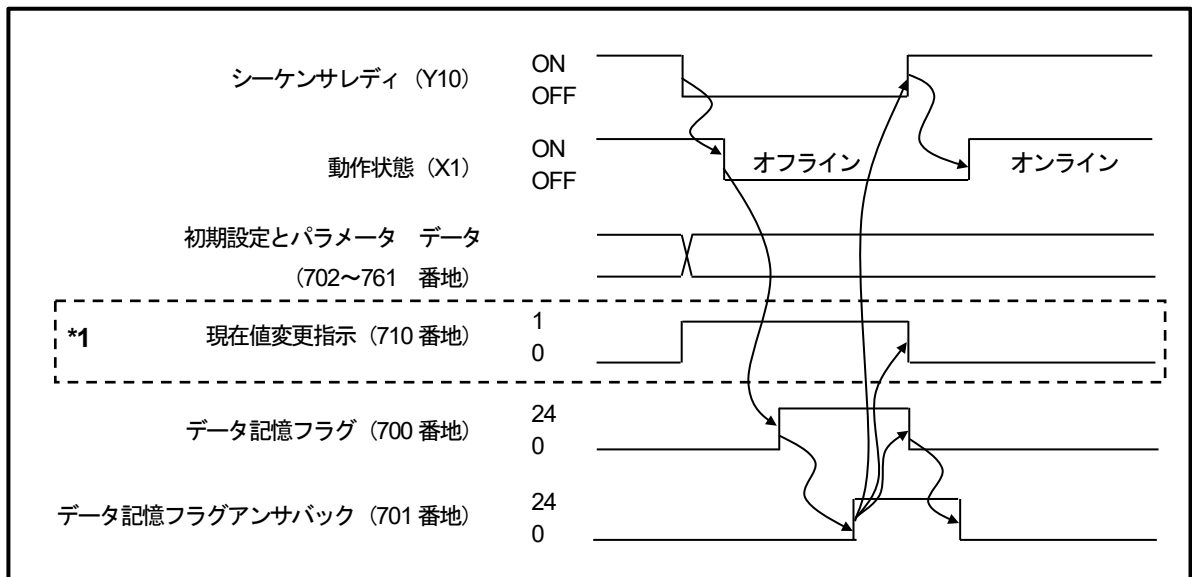 シーケンサレディ（Y10）
ON
OFF
動作状態（X1）
ON
OFF
オフライン
オンライン
初期設定とパラメータ　データ
（702～761　番地）
*1
現在値変更指示（710 番地）
1
0
データ記憶フラグ（700 番地）
24
0
データ記憶フラグアンサバック（701 番地）
24
0